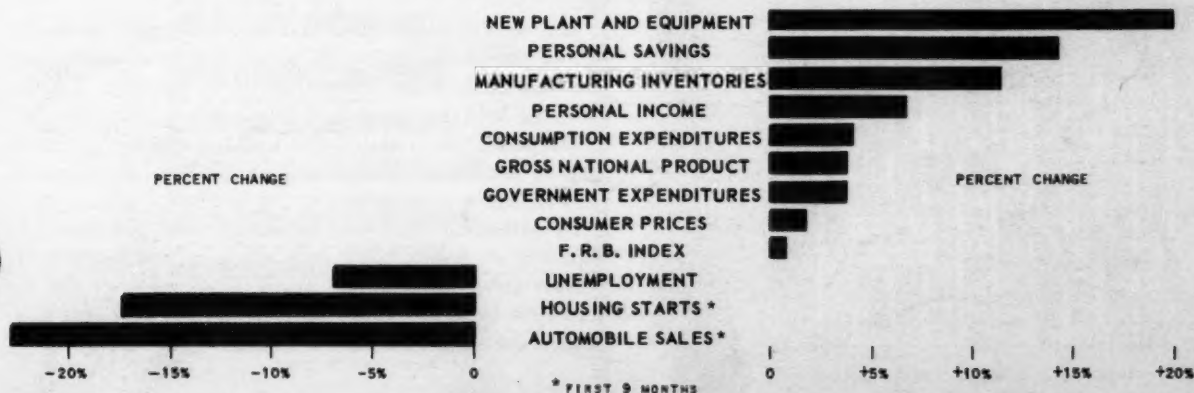 NEW PLANT AND EQUIPMENT
PERSONAL SAVINGS
MANUFACTURING INVENTORIES
PERSONAL INCOME
CONSUMPTION EXPENDITURES
GROSS NATIONAL PRODUCT
PERCENT CHANGE
PERCENT CHANGE
GOVERNMENT EXPENDITURES
CONSUMER PRICES
F.R.B. INDEX
UNEMPLOYMENT
HOUSING STARTS *
AUTOMOBILE SALES *
-20% -15% -10% -5% 0
0 +5% +10% +15% +20%
* FIRST 9 MONTHS